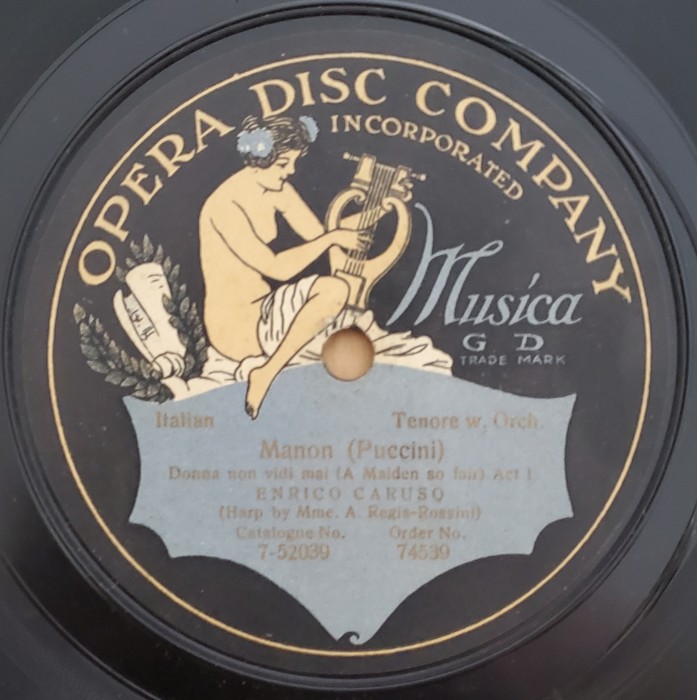 OPERA DISC COMPANY
INCORPORATED
Musica
G D
TRADE MARK
Italian Tenore w. Orch.
Manon (Puccini)
Donna non vidi mai (A Maiden so fair) Act I
ENRICO CARUSO
(Harp by Mme. A. Regis-Rossini)
Catalogue No. Order No.
7-52039 74539